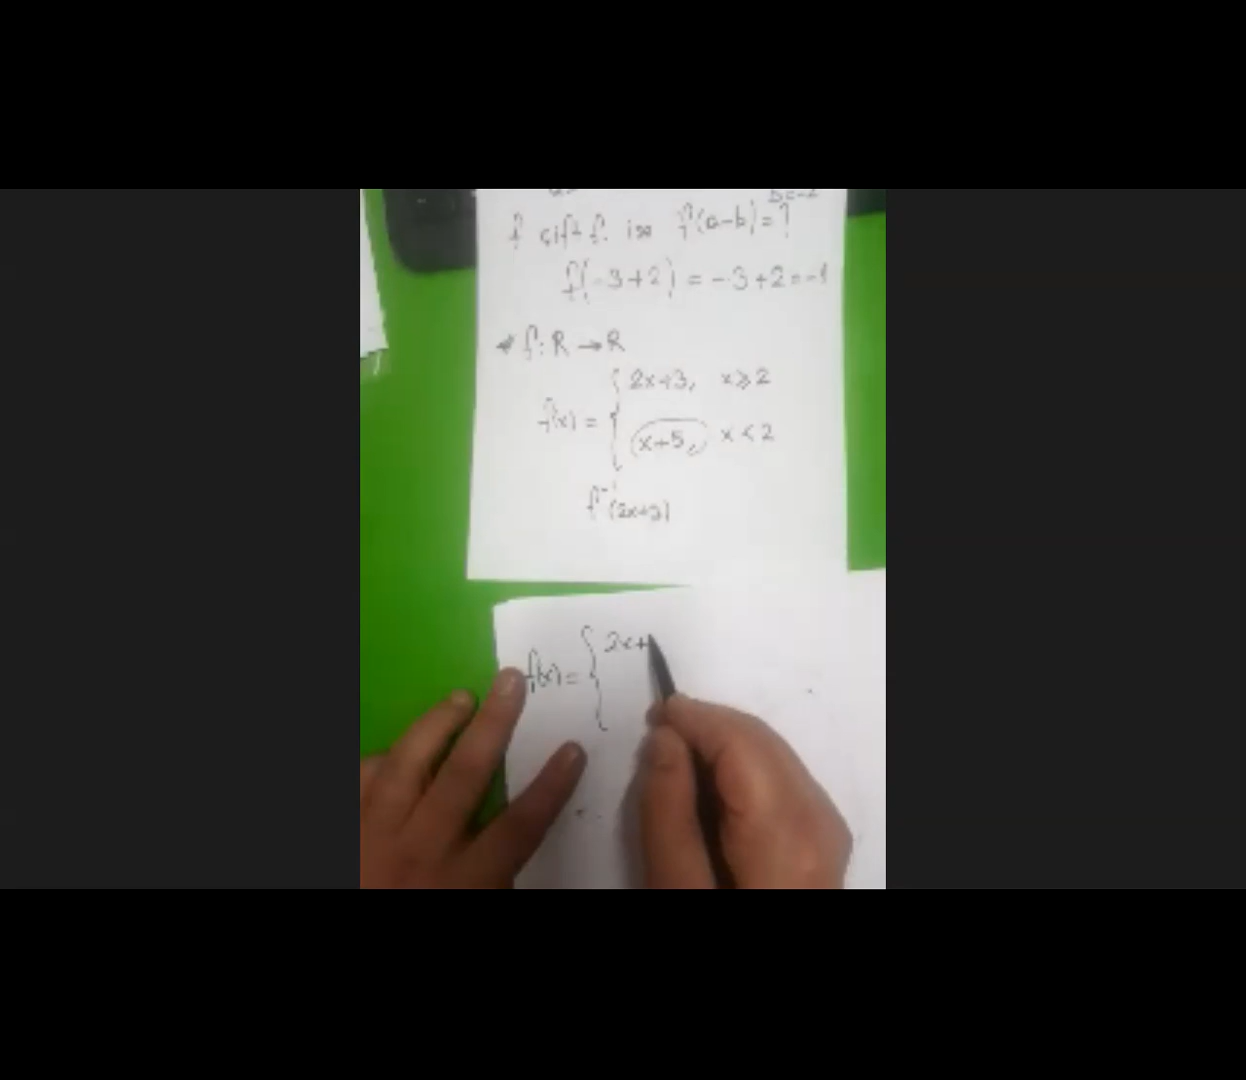 f çift f. ise f(a-b)=?
f(-3+2) = -3+2=-1
* f: R → R
f(x) = { 2x+3, x≥2
x+5, x<2
f⁻¹(2x+3)
f(x) = { 2x+